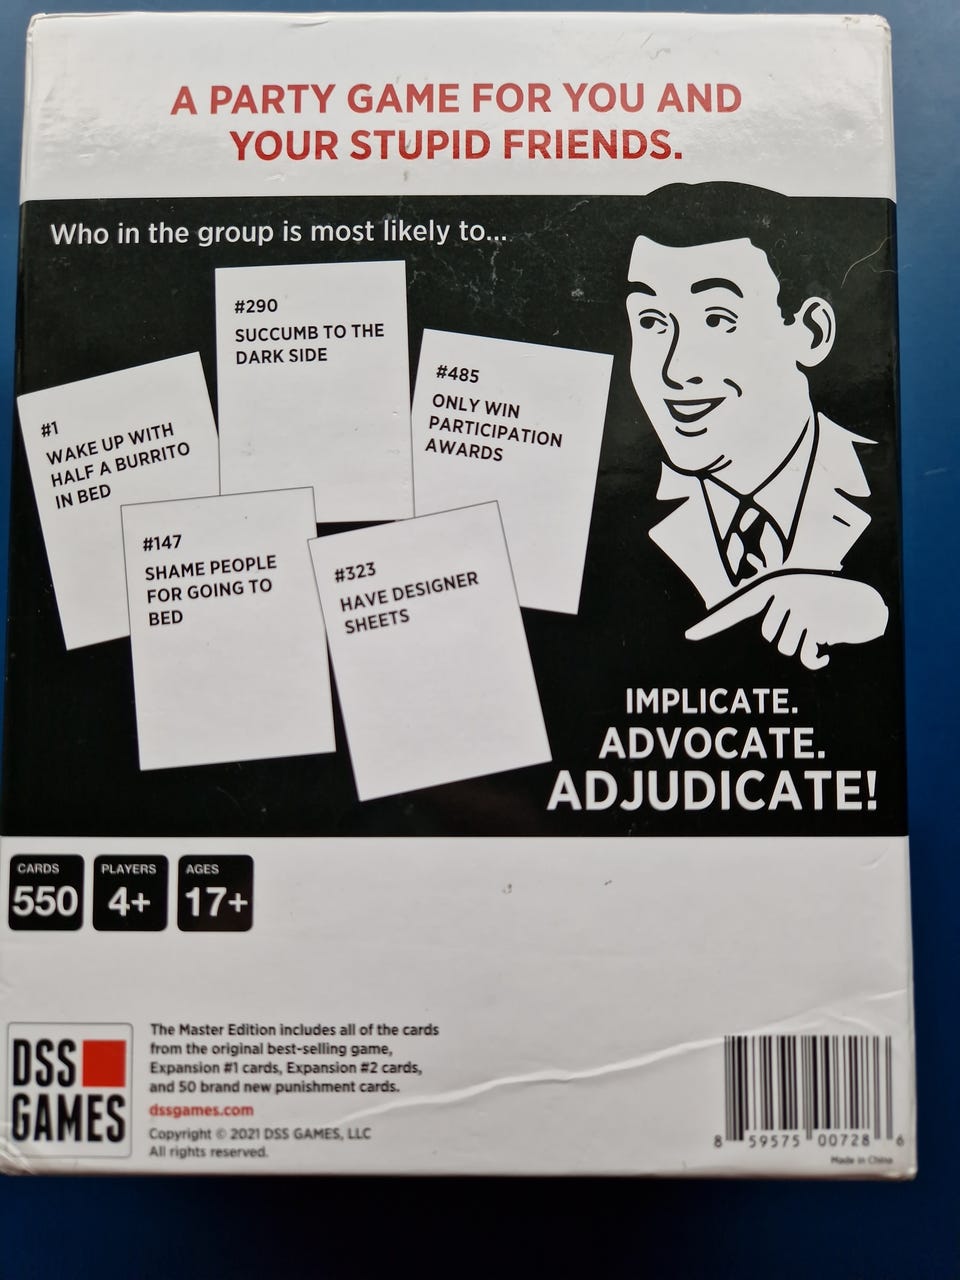 A PARTY GAME FOR YOU AND
YOUR STUPID FRIENDS.
Who in the group is most likely to...
#1
WAKE UP WITH
HALF A BURRITO
IN BED
#290
SUCCUMB TO THE
DARK SIDE
#485
ONLY WIN
PARTICIPATION
AWARDS
#147
SHAME PEOPLE
FOR GOING TO
BED
#323
HAVE DESIGNER
SHEETS
IMPLICATE.
ADVOCATE.
ADJUDICATE!
CARDS
550
PLAYERS
4+
AGES
17+
DSS
GAMES
The Master Edition includes all of the cards
from the original best-selling game,
Expansion #1 cards, Expansion #2 cards,
and 50 brand new punishment cards.
dssgames.com
Copyright © 2021 DSS GAMES, LLC
All rights reserved.
8 59575 00728 6
Made in China